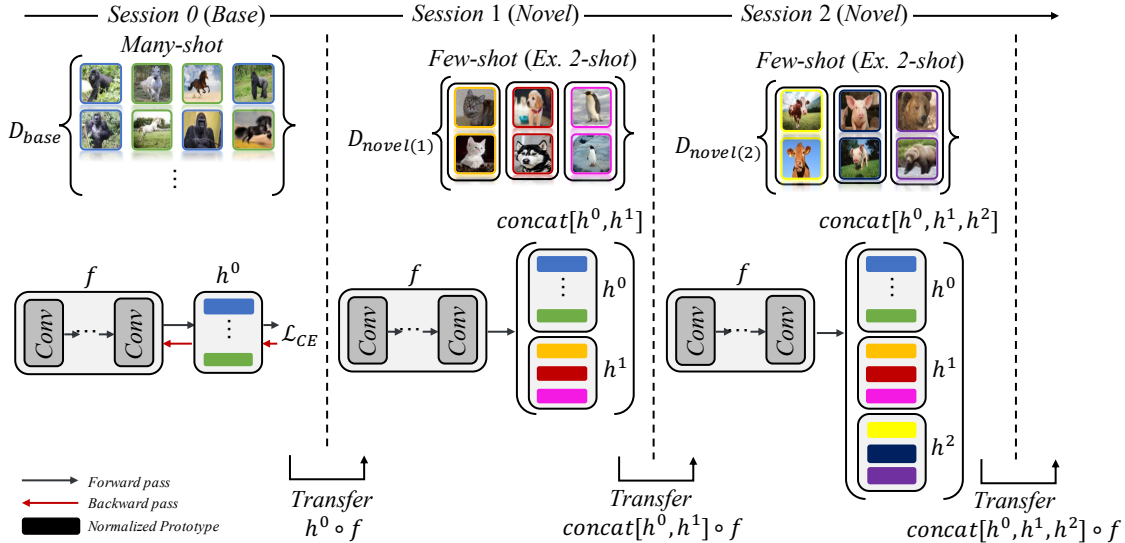 Session 0 (Base)
Session 1 (Novel)
Session 2 (Novel)
Many-shot
Few-shot (Ex. 2-shot)
Few-shot (Ex. 2-shot)
D_base
D_novel(1)
D_novel(2)
⋮
concat[h^0, h^1]
concat[h^0, h^1, h^2]
f
h^0
f
f
Conv
...
Conv
⋮
L_CE
Conv
...
Conv
⋮
h^0
h^1
Conv
...
Conv
⋮
h^0
h^1
h^2
Forward pass
Backward pass
Normalized Prototype
Transfer
h^0 ∘ f
Transfer
concat[h^0, h^1] ∘ f
Transfer
concat[h^0, h^1, h^2] ∘ f